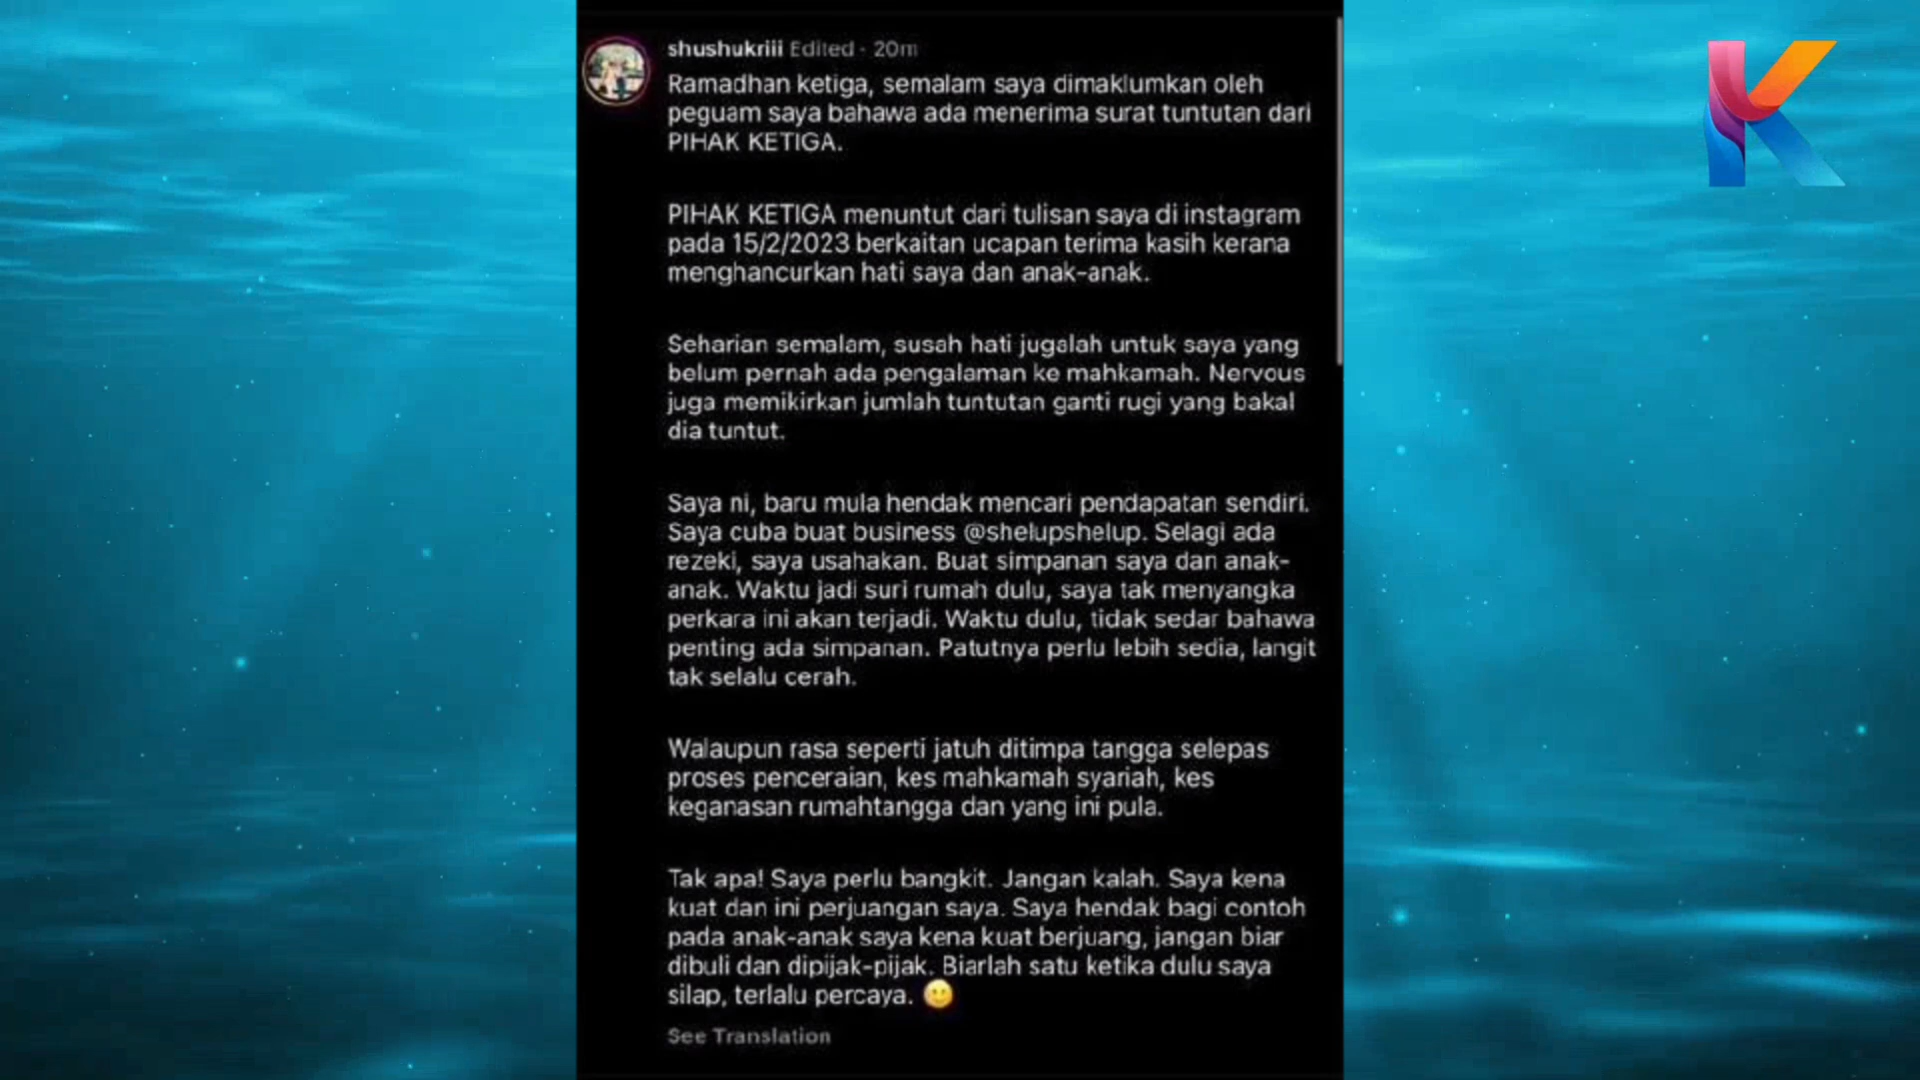 shushukriii Edited · 20m
Ramadhan ketiga, semalam saya dimaklumkan oleh
peguam saya bahawa ada menerima surat tuntutan dari
PIHAK KETIGA.
PIHAK KETIGA menuntut dari tulisan saya di instagram
pada 15/2/2023 berkaitan ucapan terima kasih kerana
menghancurkan hati saya dan anak-anak.
Seharian semalam, susah hati jugalah untuk saya yang
belum pernah ada pengalaman ke mahkamah. Nervous
juga memikirkan jumlah tuntutan ganti rugi yang bakal
dia tuntut.
Saya ni, baru mula hendak mencari pendapatan sendiri.
Saya cuba buat business @shelupshelup. Selagi ada
rezeki, saya usahakan. Buat simpanan saya dan anak-
anak. Waktu jadi suri rumah dulu, saya tak menyangka
perkara ini akan terjadi. Waktu dulu, tidak sedar bahawa
penting ada simpanan. Patutnya perlu lebih sedia, langit
tak selalu cerah.
Walaupun rasa seperti jatuh ditimpa tangga selepas
proses penceraian, kes mahkamah syariah, kes
keganasan rumahtangga dan yang ini pula.
Tak apa! Saya perlu bangkit. Jangan kalah. Saya kena
kuat dan ini perjuangan saya. Saya hendak bagi contoh
pada anak-anak saya kena kuat berjuang, jangan biar
dibuli dan dipijak-pijak. Biarlah satu ketika dulu saya
silap, terlalu percaya. 🙂
See Translation
K